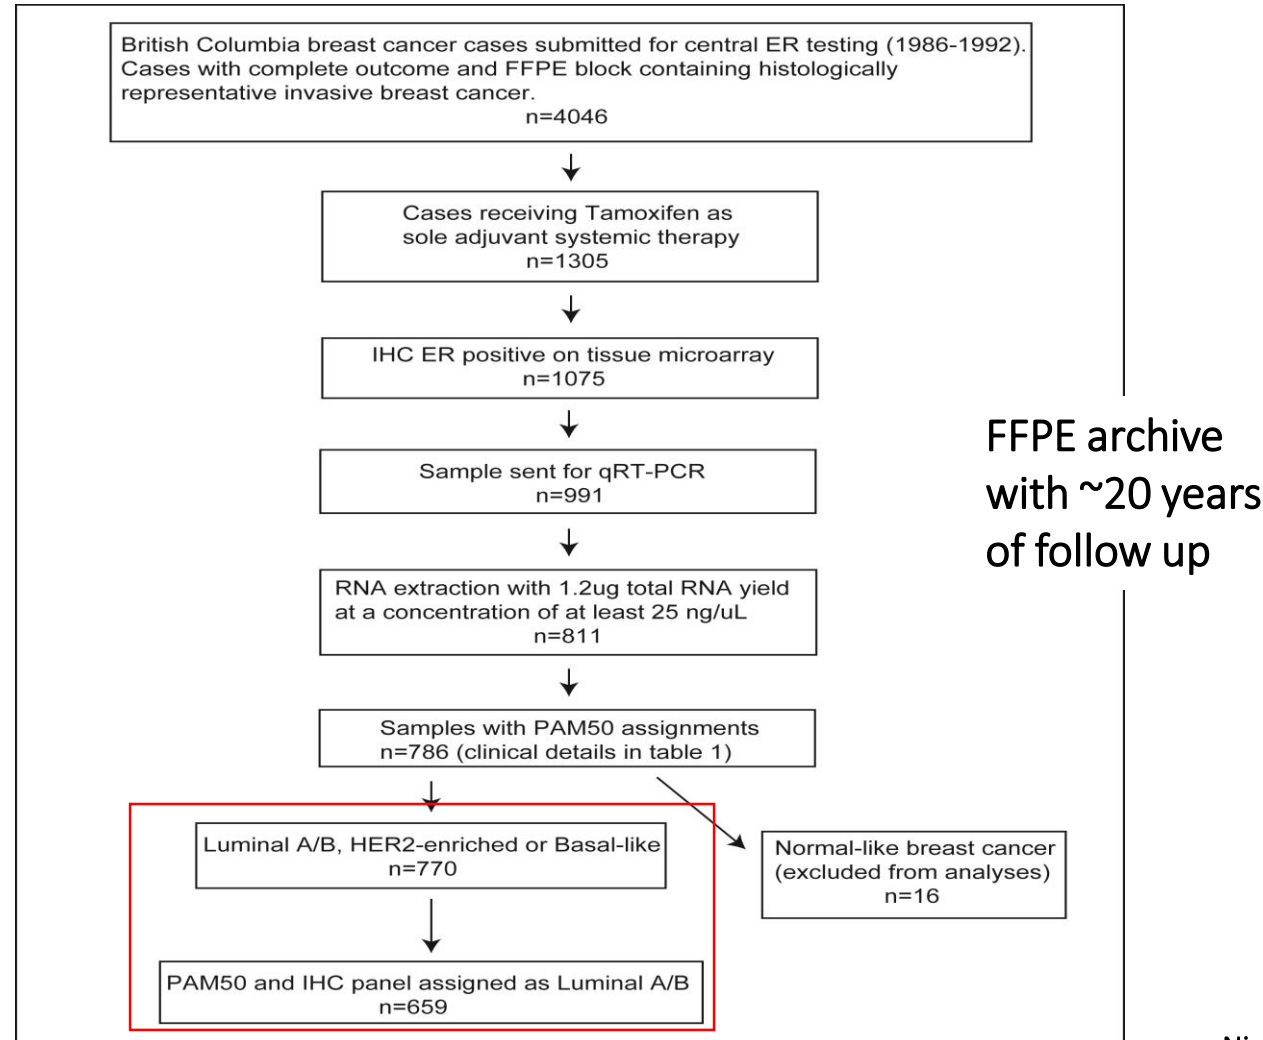 British Columbia breast cancer cases submitted for central ER testing (1986-1992).
Cases with complete outcome and FFPE block containing histologically
representative invasive breast cancer.
n=4046
Cases receiving Tamoxifen as
sole adjuvant systemic therapy
n=1305
IHC ER positive on tissue microarray
n=1075
FFPE archive
with ~20 years
of follow up
Sample sent for qRT-PCR
n=991
RNA extraction with 1.2ug total RNA yield
at a concentration of at least 25 ng/uL
n=811
Samples with PAM50 assignments
n=786 (clinical details in table 1)
Luminal A/B, HER2-enriched or Basal-like
n=770
Normal-like breast cancer
(excluded from analyses)
n=16
PAM50 and IHC panel assigned as Luminal A/B
n=659